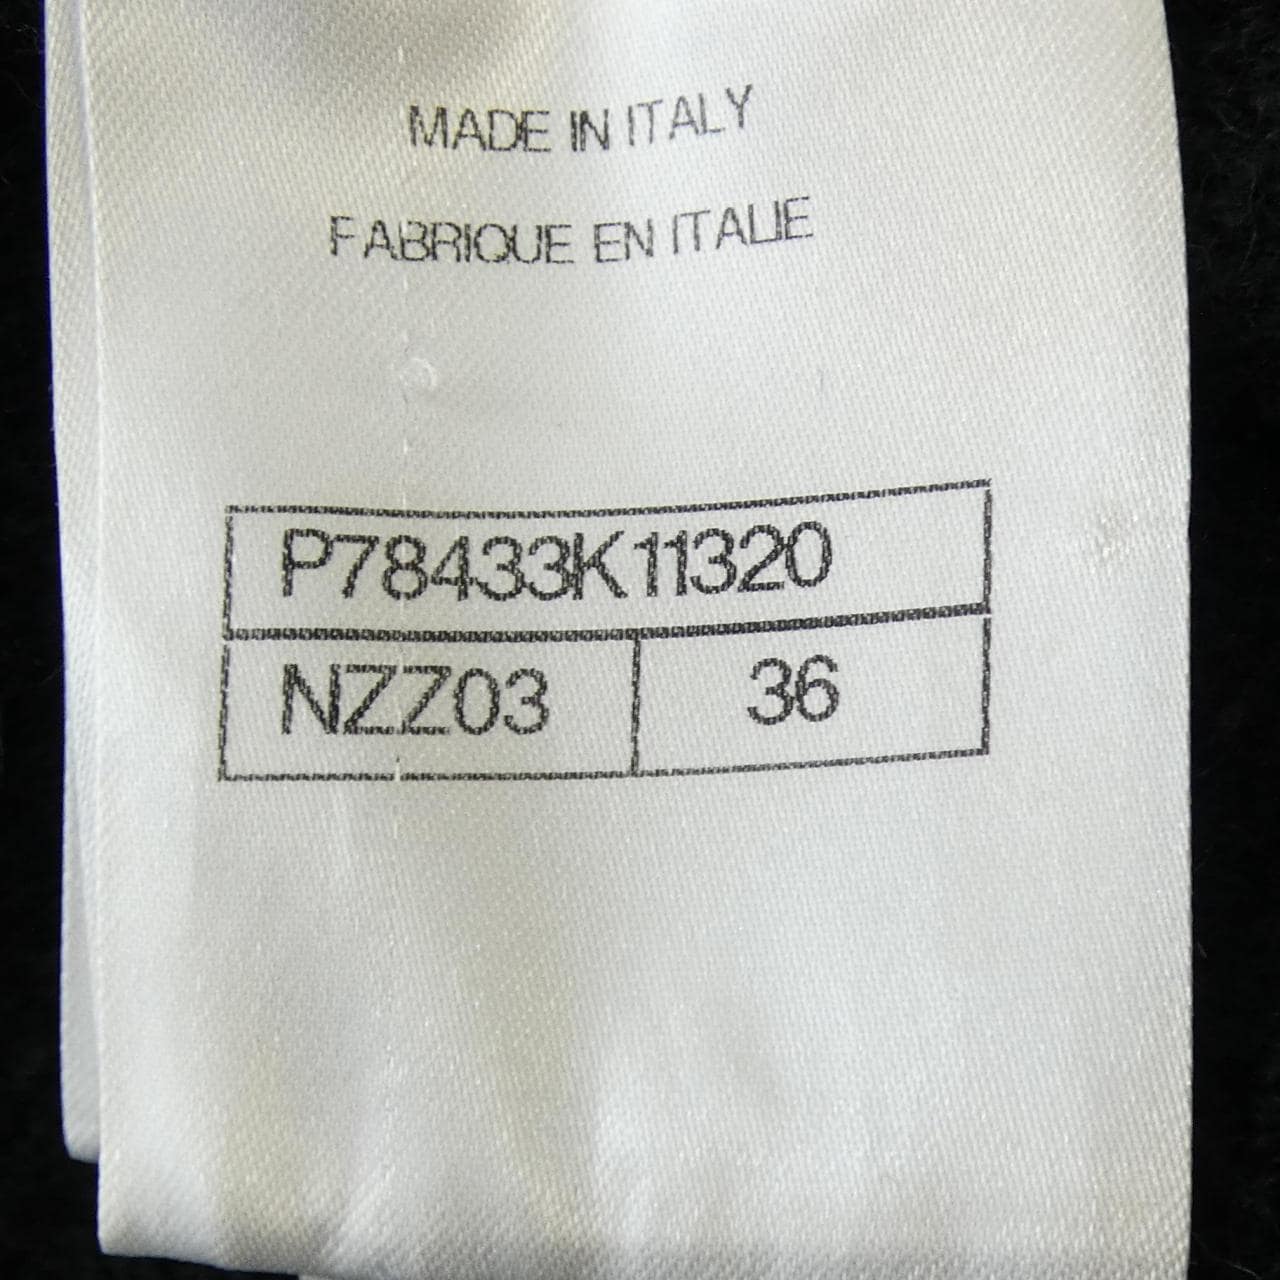 MADE IN ITALY
FABRIQUE EN ITALIE
P78433K11320
NZZ03 36